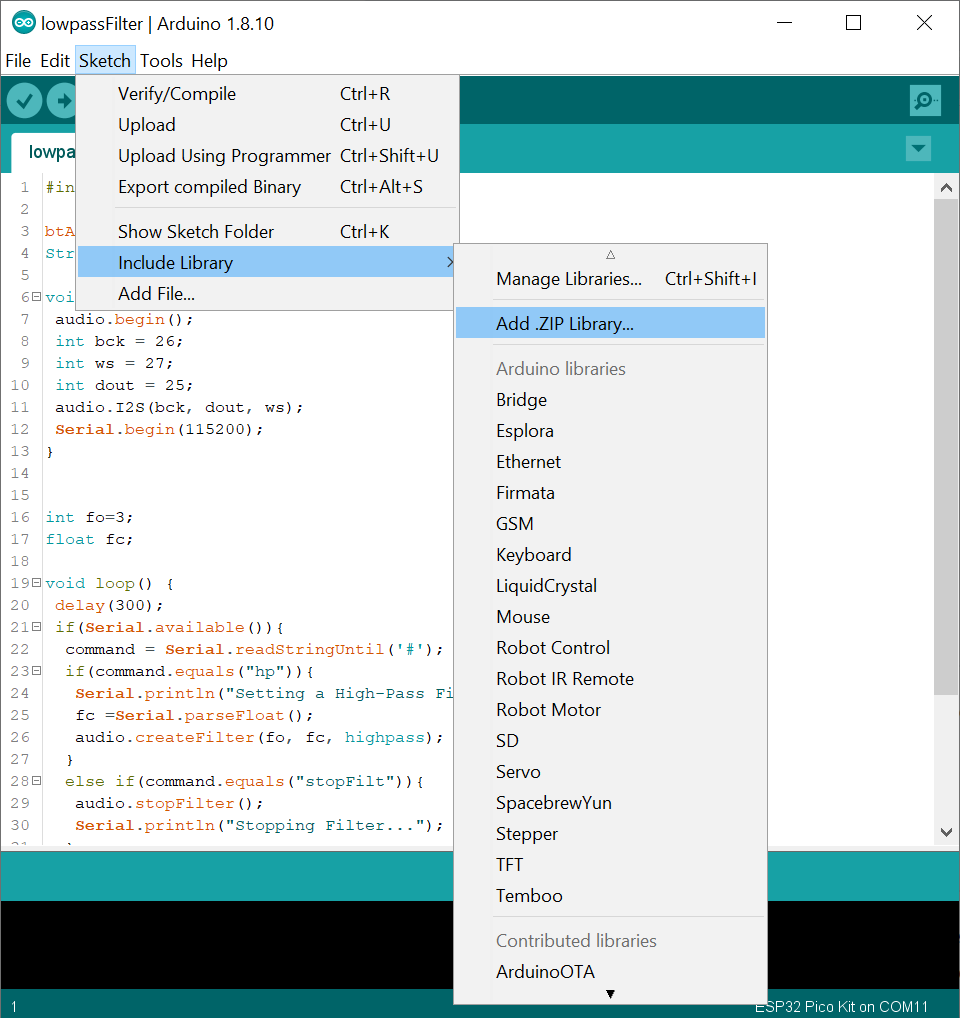 lowpassFilter | Arduino 1.8.10
File Edit Sketch Tools Help
Verify/Compile Ctrl+R
Upload Ctrl+U
Upload Using Programmer Ctrl+Shift+U
Export compiled Binary Ctrl+Alt+S
Show Sketch Folder Ctrl+K
Include Library
Add File...
Manage Libraries... Ctrl+Shift+I
Add .ZIP Library...
Arduino libraries
Bridge
Esplora
Ethernet
Firmata
GSM
Keyboard
LiquidCrystal
Mouse
Robot Control
Robot IR Remote
Robot Motor
SD
Servo
SpacebrewYun
Stepper
TFT
Temboo
Contributed libraries
ArduinoOTA
lowpa
1 #in
2
3 btA
4 Str
5
6 voi
7 audio.begin();
8 int bck = 26;
9 int ws = 27;
10 int dout = 25;
11 audio.I2S(bck, dout, ws);
12 Serial.begin(115200);
13 }
14
15
16 int fo=3;
17 float fc;
18
19 void loop() {
20 delay(300);
21 if(Serial.available()){
22 command = Serial.readStringUntil('#');
23 if(command.equals("hp")){
24 Serial.println("Setting a High-Pass Fi
25 fc =Serial.parseFloat();
26 audio.createFilter(fo, fc, highpass);
27 }
28 else if(command.equals("stopFilt")){
29 audio.stopFilter();
30 Serial.println("Stopping Filter...");
1 ESP32 Pico Kit on COM11